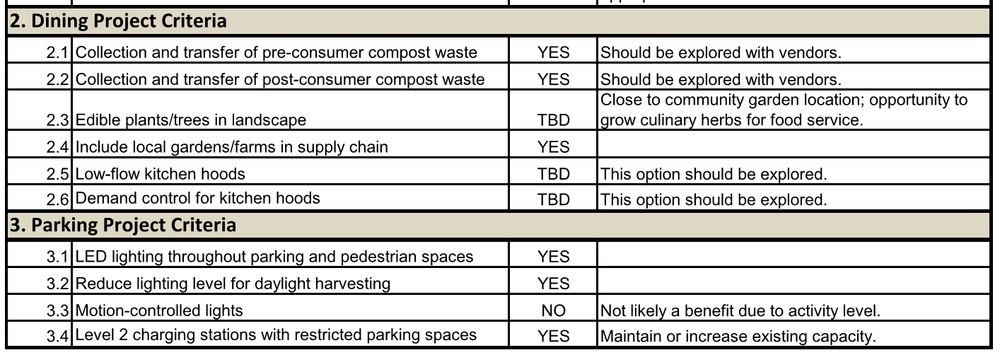 2. Dining Project Criteria
2.1 Collection and transfer of pre-consumer compost waste YES Should be explored with vendors.
2.2 Collection and transfer of post-consumer compost waste YES Should be explored with vendors.
Close to community garden location; opportunity to
2.3 Edible plants/trees in landscape TBD grow culinary herbs for food service.
2.4 Include local gardens/farms in supply chain YES
2.5 Low-flow kitchen hoods TBD This option should be explored.
2.6 Demand control for kitchen hoods TBD This option should be explored.
3. Parking Project Criteria
3.1 LED lighting throughout parking and pedestrian spaces YES
3.2 Reduce lighting level for daylight harvesting YES
3.3 Motion-controlled lights NO Not likely a benefit due to activity level.
3.4 Level 2 charging stations with restricted parking spaces YES Maintain or increase existing capacity.